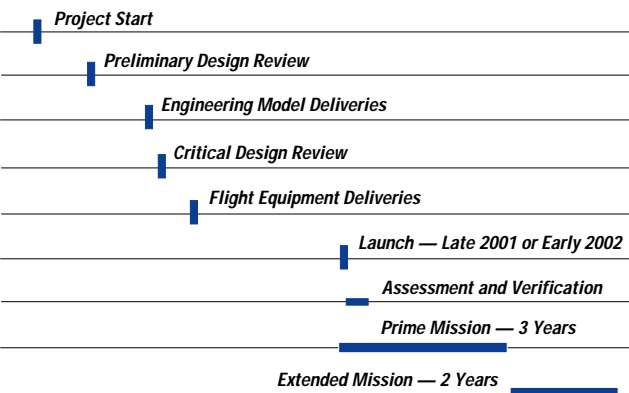 Project Start
Preliminary Design Review
Engineering Model Deliveries
Critical Design Review
Flight Equipment Deliveries
Launch — Late 2001 or Early 2002
Assessment and Verification
Prime Mission — 3 Years
Extended Mission — 2 Years